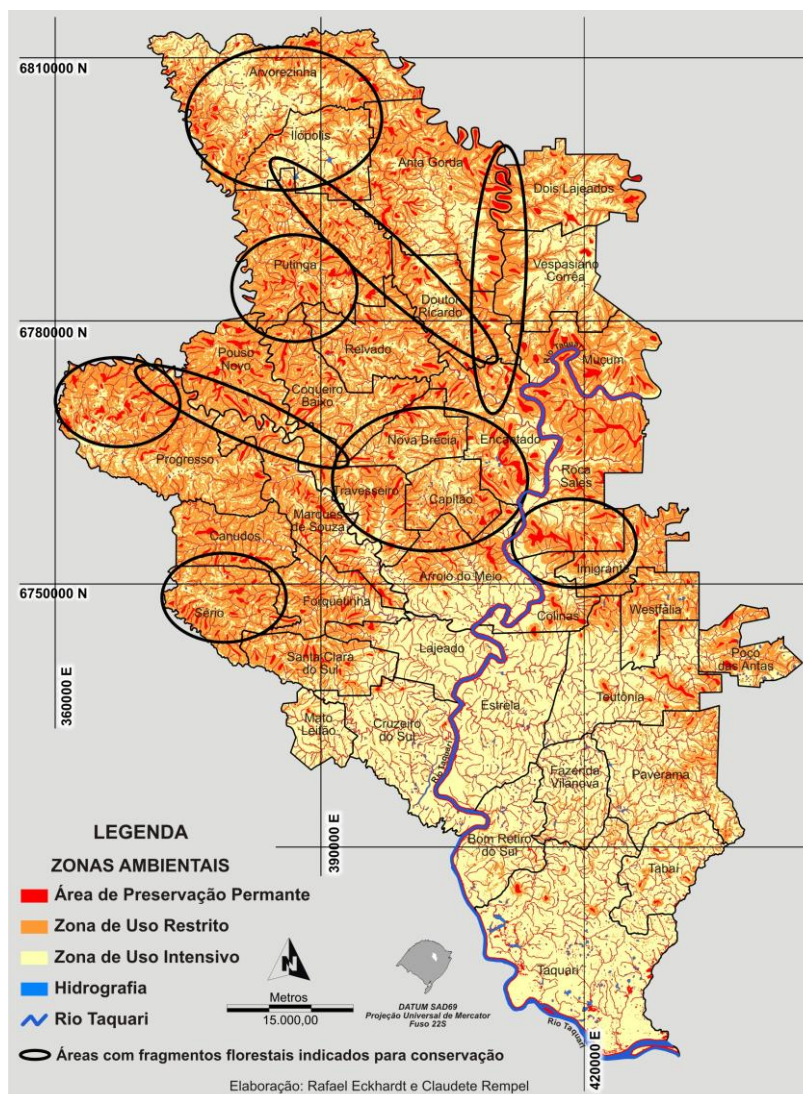 6810000 N
Arvorezinha
Ilópolis
Anta Gorda
Dois Lajeados
Putinga
Vespasiano
Corrêa
Doutor
Ricardo
6780000 N
Rio Taquari
Muçum
Pouso
Novo
Relvado
Coqueiro
Baixo
Nova Bréscia
Encantado
Progresso
Roca
Sales
Travesseiro
Capitão
Marques
de Souza
Canudos
Imigrante
6750000 N
Arroio do Meio
Sério
Forquetinha
Colinas
Westfália
Lajeado
Santa Clara
do Sul
Poço
das Antas
360000 E
Teutônia
Estrela
Mato
Leitão
Cruzeiro
do Sul
Rio Taquari
Fazenda
Vilanova
Paverama
LEGENDA
390000 E
Bom Retiro
do Sul
Tabaí
ZONAS AMBIENTAIS
Área de Preservação Permante
Zona de Uso Restrito
Zona de Uso Intensivo
Hidrografia
Rio Taquari
N
Metros
15.000,00
DATUM SAD69
Projeção Universal de Mercator
Fuso 22S
Taquari
Rio Taquari
420000 E
Áreas com fragmentos florestais indicados para conservação
Elaboração: Rafael Eckhardt e Claudete Rempel